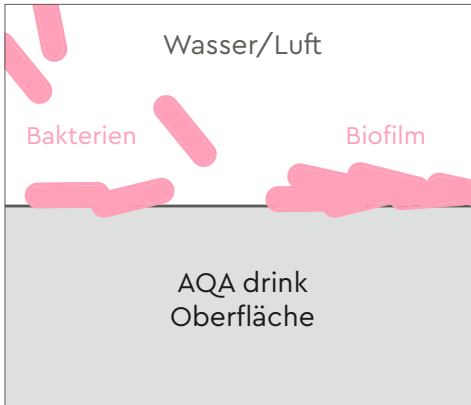 Wasser/Luft
Bakterien
Biofilm
AQA drink
Oberfläche